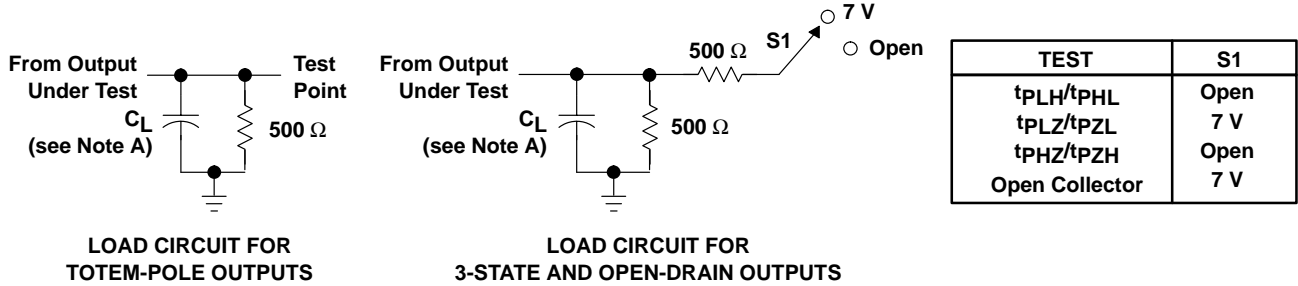 From Output
Under Test
Test
Point
CL
(see Note A)
500 Ω
LOAD CIRCUIT FOR
TOTEM-POLE OUTPUTS
From Output
Under Test
CL
(see Note A)
500 Ω
500 Ω
S1
7 V
Open
LOAD CIRCUIT FOR
3-STATE AND OPEN-DRAIN OUTPUTS
TEST S1
tPLH/tPHL Open
tPLZ/tPZL 7 V
tPHZ/tPZH Open
Open Collector 7 V